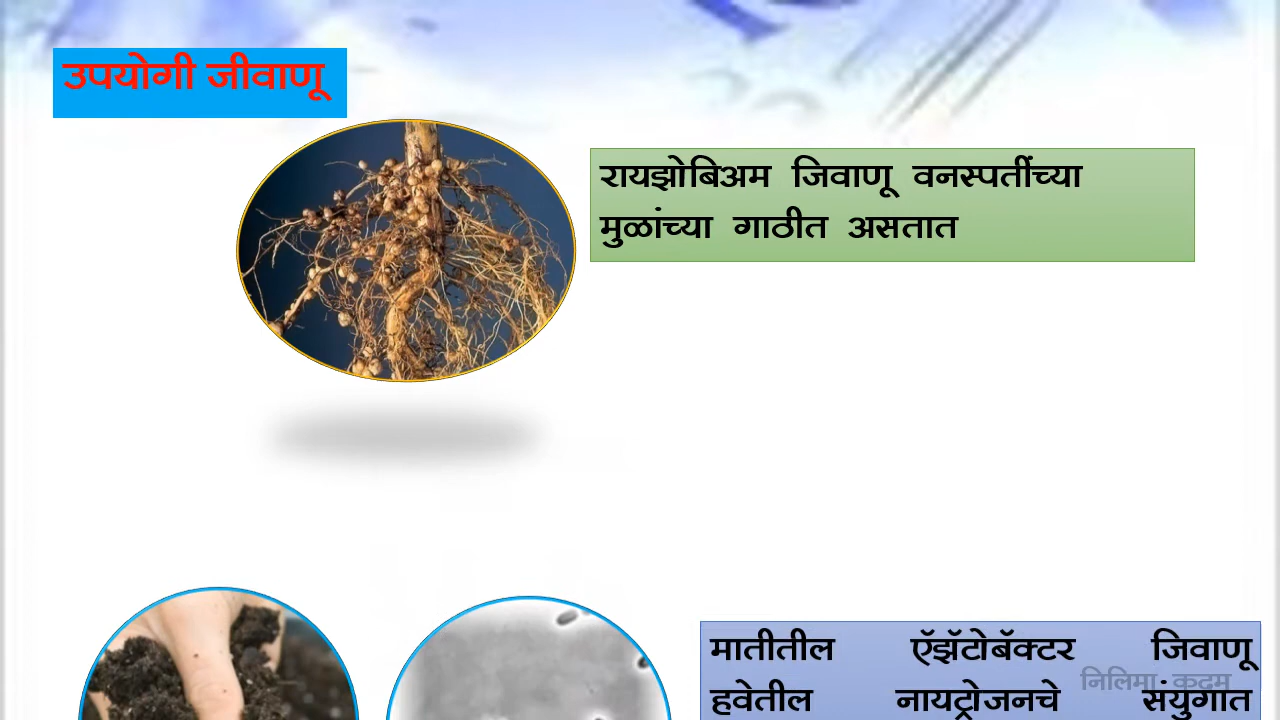 उपयोगी जीवाणू
रायझोबिअम जिवाणू वनस्पतींच्या
मुळांच्या गाठीत असतात
मातीतील ऍझॅटोबॅक्टर जिवाणू
हवेतील नायट्रोजनचे संयुगात
निलिमा कदम